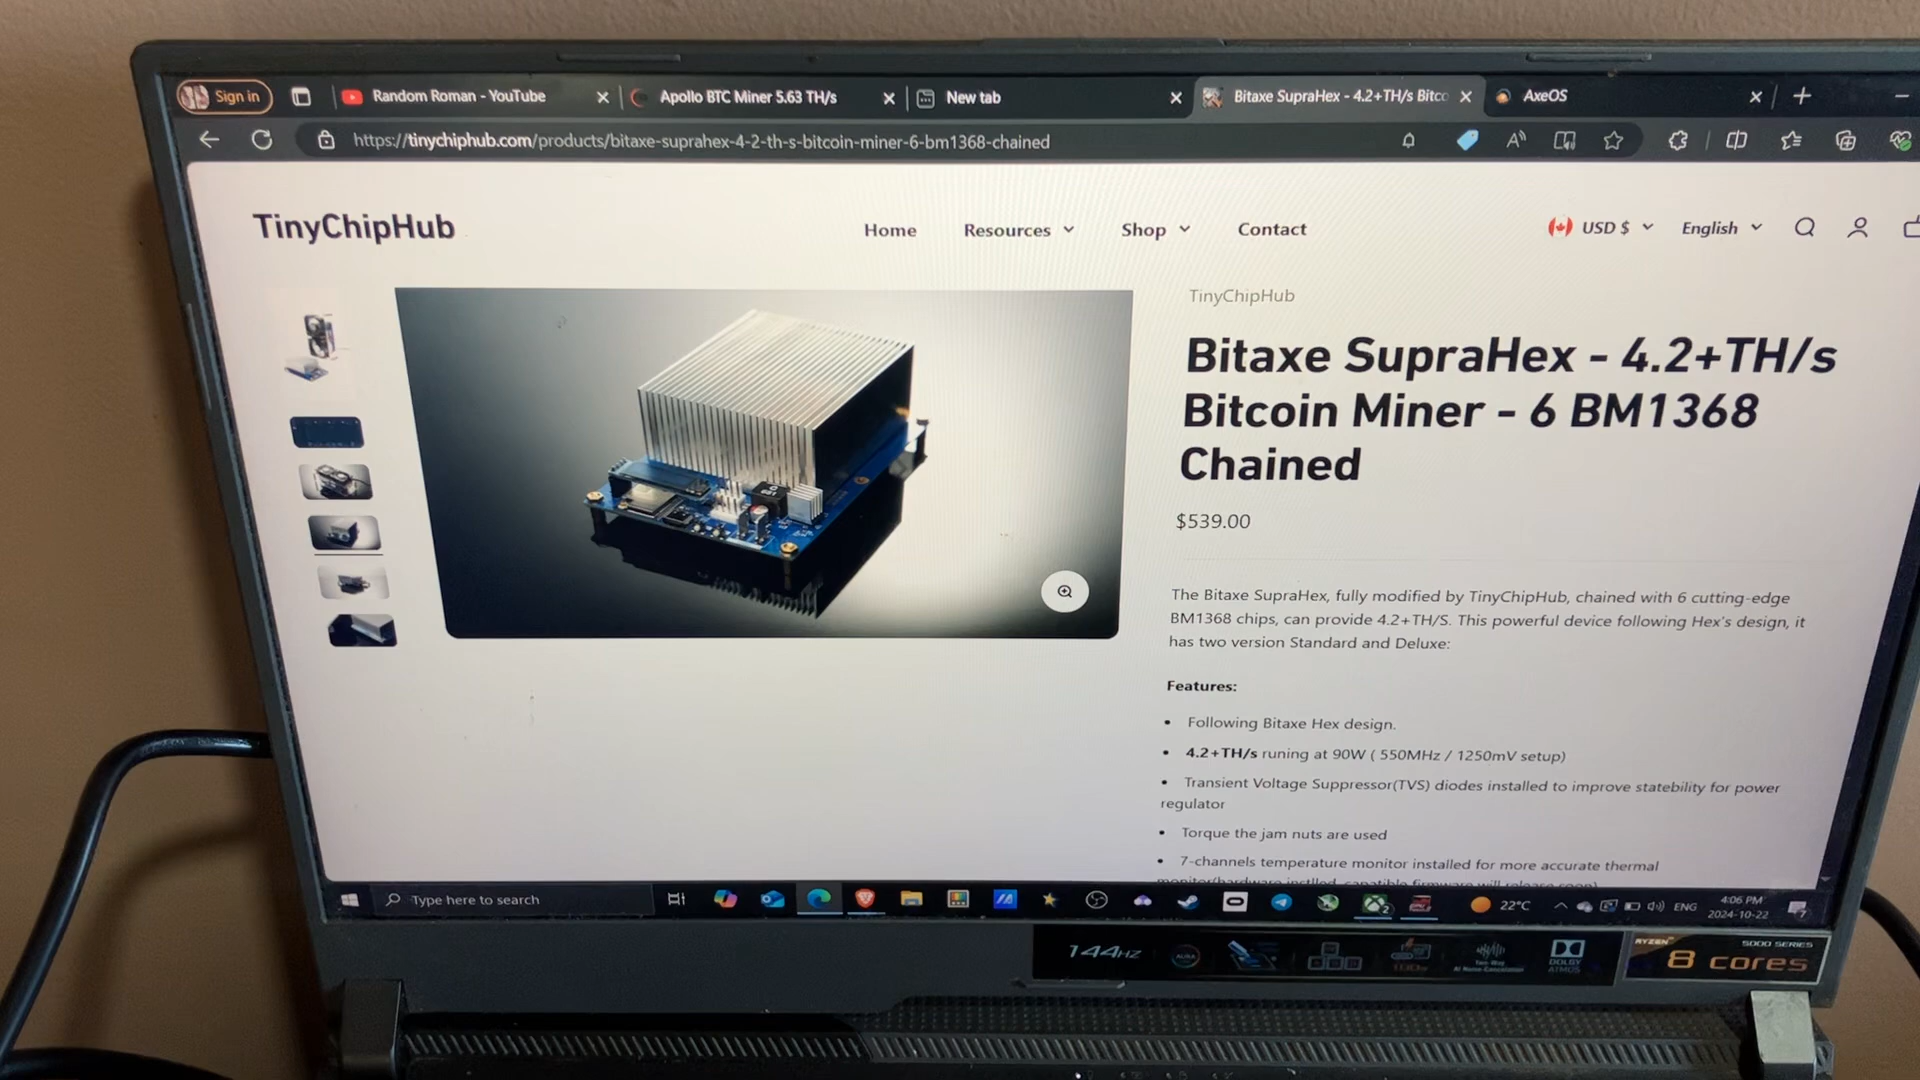 Sign in
Random Roman - YouTube
Apollo BTC Miner 5.63 TH/s
New tab
Bitaxe SupraHex - 4.2+TH/s Bitco
AxeOS
https://tinychiphub.com/products/bitaxe-suprahex-4-2-th-s-bitcoin-miner-6-bm1368-chained
TinyChipHub
Home
Resources
Shop
Contact
USD $
English
TinyChipHub
Bitaxe SupraHex - 4.2+TH/s
Bitcoin Miner - 6 BM1368
Chained
$539.00
The Bitaxe SupraHex, fully modified by TinyChipHub, chained with 6 cutting-edge
BM1368 chips, can provide 4.2+TH/S. This powerful device following Hex's design, it
has two version Standard and Deluxe:
Features:
• Following Bitaxe Hex design.
• 4.2+TH/s runing at 90W ( 550MHz / 1250mV setup)
• Transient Voltage Suppressor(TVS) diodes installed to improve statebility for power
regulator
• Torque the jam nuts are used
• 7-channels temperature monitor installed for more accurate thermal
Type here to search
22°C
ENG
4:06 PM
2024-10-22
7
144HZ
AURA
DOLBY
ATMOS
RYZEN
5000 SERIES
8 cores